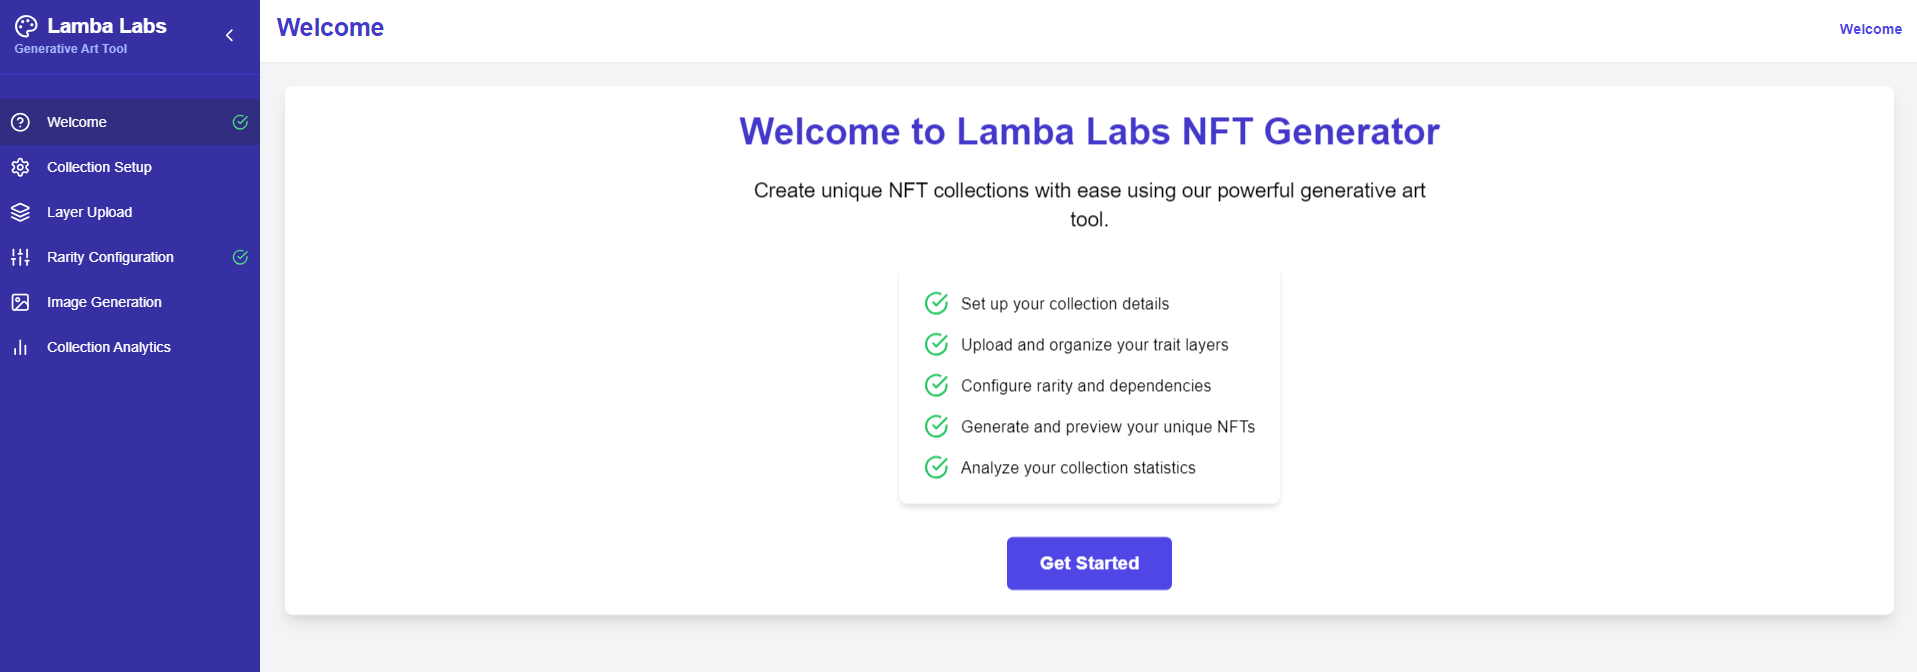 Lamba Labs
Generative Art Tool
Welcome
Collection Setup
Layer Upload
Rarity Configuration
Image Generation
Collection Analytics
Welcome
Welcome
Welcome to Lamba Labs NFT Generator
Create unique NFT collections with ease using our powerful generative art
tool.
Set up your collection details
Upload and organize your trait layers
Configure rarity and dependencies
Generate and preview your unique NFTs
Analyze your collection statistics
Get Started